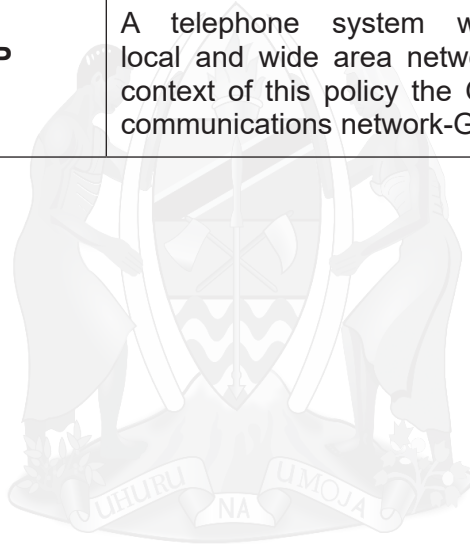 P
A telephone system w
local and wide area netw
context of this policy the
communications network-G
UHURU NA UMOJA